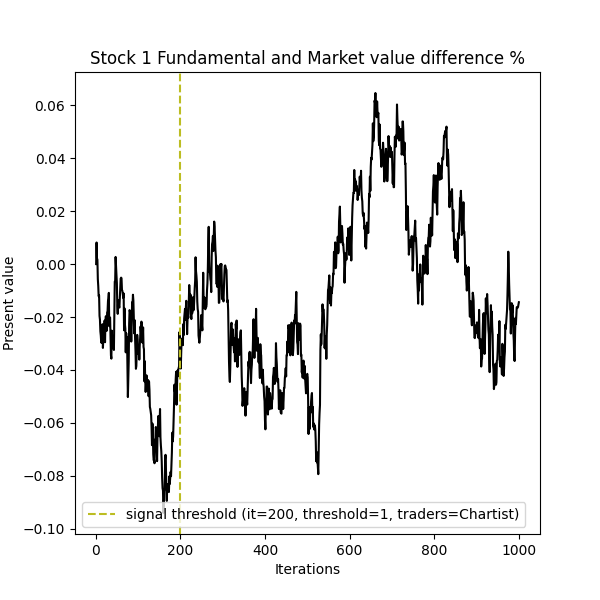 Stock 1 Fundamental and Market value difference %
0.06
0.04
0.02
0.00
−0.02
−0.04
−0.06
−0.08
−0.10
Present value
signal threshold (it=200, threshold=1, traders=Chartist)
0 200 400 600 800 1000
Iterations